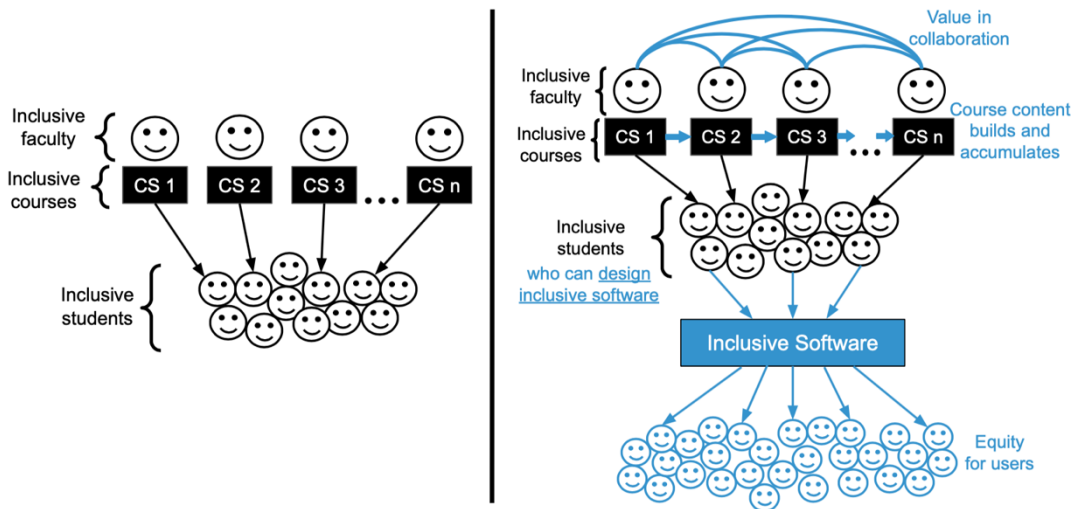 Inclusive
faculty
Inclusive
courses
CS 1
CS 2
CS 3
...
CS n
Inclusive
students
Value in
collaboration
Inclusive
faculty
Inclusive
courses
CS 1
CS 2
CS 3
...
CS n
Course content
builds and
accumulates
Inclusive
students
who can design
inclusive software
Inclusive Software
Equity
for users